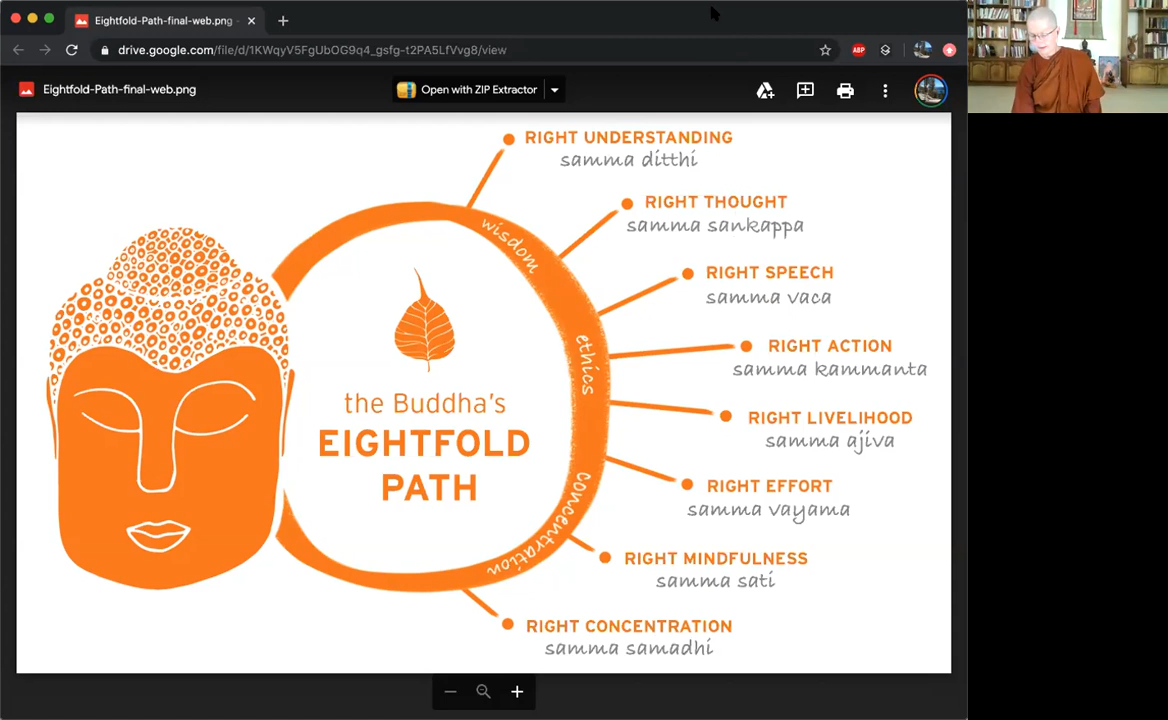 Eightfold-Path-final-web.png
drive.google.com/file/d/1KWqyV5FgUbOG9q4_gsfg-t2PA5LfVvg8/view
ABP
Eightfold-Path-final-web.png
Open with ZIP Extractor
RIGHT UNDERSTANDING
samma ditthi
RIGHT THOUGHT
samma sankappa
wisdom
RIGHT SPEECH
samma vaca
ethics
RIGHT ACTION
samma kammanta
the Buddha's
EIGHTFOLD
PATH
RIGHT LIVELIHOOD
samma ajiva
concentration
RIGHT EFFORT
samma vayama
RIGHT MINDFULNESS
samma sati
RIGHT CONCENTRATION
samma samadhi